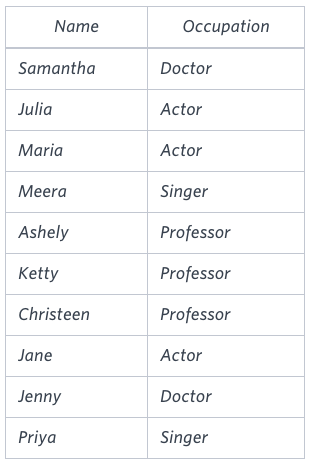 Name Occupation
Samantha Doctor
Julia Actor
Maria Actor
Meera Singer
Ashely Professor
Ketty Professor
Christeen Professor
Jane Actor
Jenny Doctor
Priya Singer